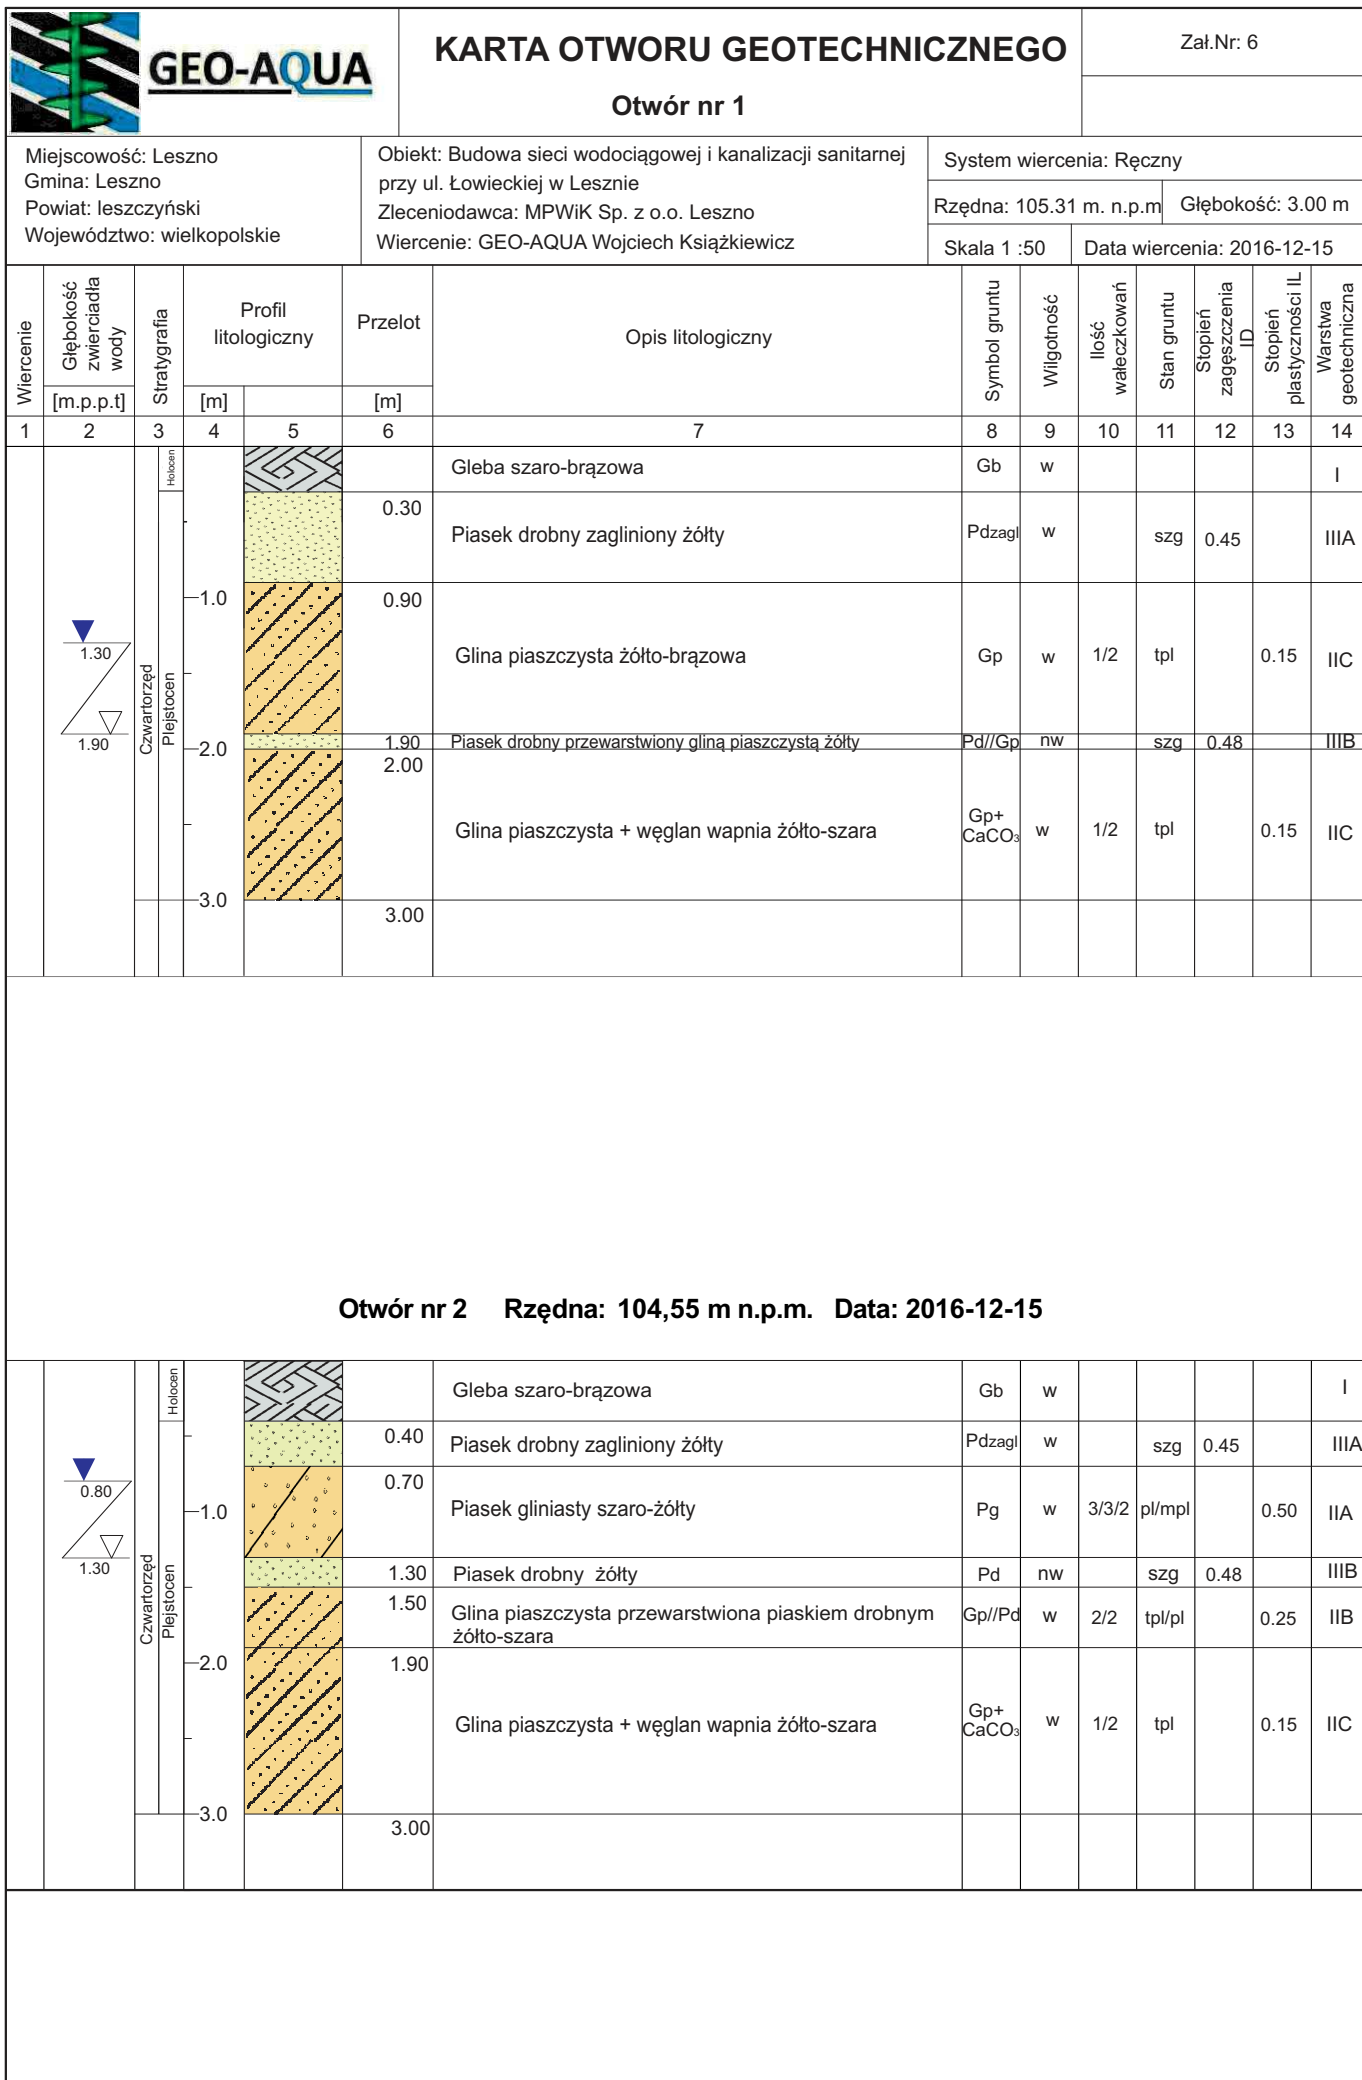 GEO-AQUA
KARTA OTWORU GEOTECHNICZNEGO
Otwór nr 1
Zał.Nr: 6
Miejscowość: Leszno
Gmina: Leszno
Powiat: leszczyński
Województwo: wielkopolskie
Obiekt: Budowa sieci wodociągowej i kanalizacji sanitarnej
przy ul. Łowieckiej w Lesznie
Zleceniodawca: MPWiK Sp. z o.o. Leszno
Wiercenie: GEO-AQUA Wojciech Książkiewicz
System wiercenia: Ręczny
Rzędna: 105.31 m. n.p.m
Głębokość: 3.00 m
Skala 1 :50
Data wiercenia: 2016-12-15
Wiercenie
Głębokość
zwierciadła
wody
[m.p.p.t]
Stratygrafia
Profil
litologiczny
[m]
Przelot
[m]
Opis litologiczny
Symbol gruntu
Wilgotność
Ilość
wałeczkowań
Stan gruntu
Stopień
zagęszczenia
ID
Stopień
plastyczności IL
Warstwa
geotechniczna
1 2 3 4 5 6 7 8 9 10 11 12 13 14
Holocen
Gleba szaro-brązowa Gb w I
0.30
Piasek drobny zagliniony żółty Pdzagl w szg 0.45 IIIA
1.0
0.90
1.30
Glina piaszczysta żółto-brązowa Gp w 1/2 tpl 0.15 IIC
Czwartorzęd
Plejstocen
1.90
2.0
1.90 Piasek drobny przewarstwiony gliną piaszczystą żółty Pd//Gp nw szg 0.48 IIIB
2.00
Glina piaszczysta + węglan wapnia żółto-szara Gp+
CaCO₃ w 1/2 tpl 0.15 IIC
3.0
3.00
Otwór nr 2 Rzędna: 104,55 m n.p.m. Data: 2016-12-15
Holocen
Gleba szaro-brązowa Gb w I
0.40 Piasek drobny zagliniony żółty Pdzagl w szg 0.45 IIIA
0.70
0.80
1.0
Piasek gliniasty szaro-żółty Pg w 3/3/2 pl/mpl 0.50 IIA
1.30
Czwartorzęd
Plejstocen
1.30 Piasek drobny żółty Pd nw szg 0.48 IIIB
1.50
Glina piaszczysta przewarstwiona piaskiem drobnym
żółto-szara Gp//Pd w 2/2 tpl/pl 0.25 IIB
2.0
1.90
Glina piaszczysta + węglan wapnia żółto-szara Gp+
CaCO₃ w 1/2 tpl 0.15 IIC
3.0
3.00